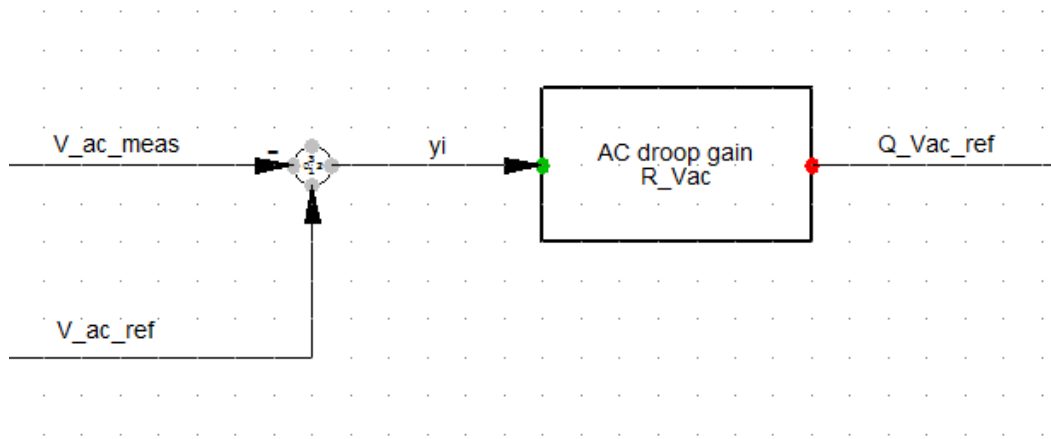 V_ac_meas
-
yi
AC droop gain
R_Vac
Q_Vac_ref
V_ac_ref